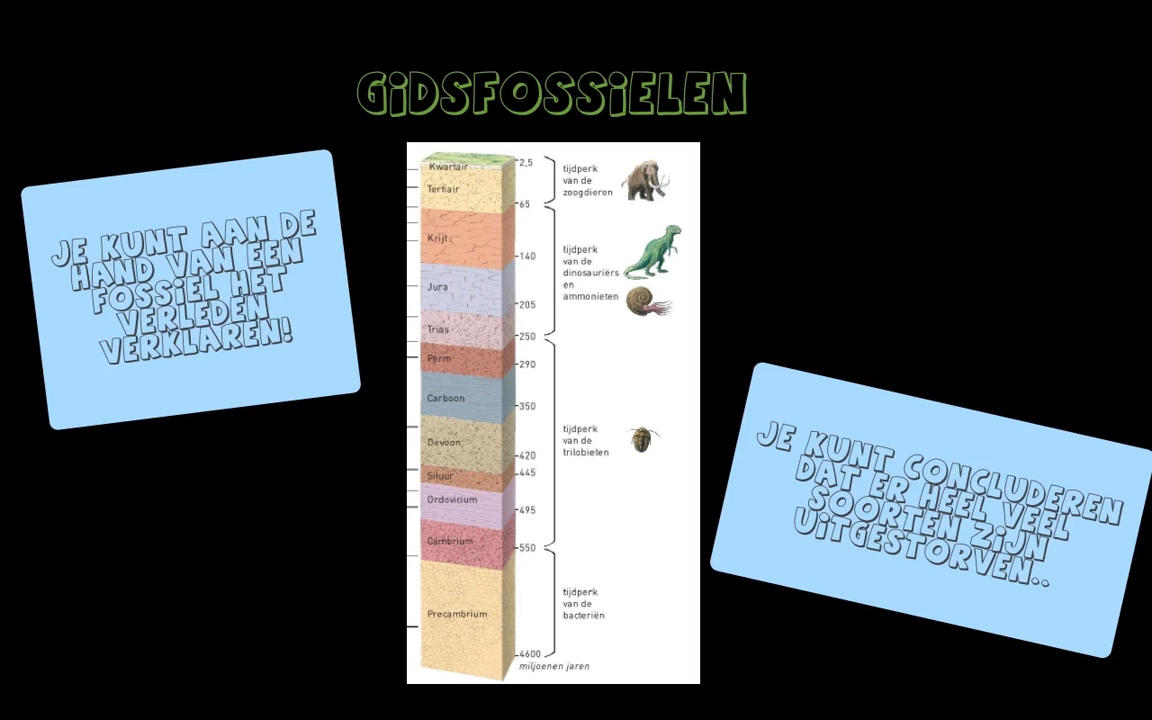 GIDSFOSSIELEN
JE KUNT AAN DE
HAND VAN EEN
FOSSIEL HET
VERLEDEN
VERKLAREN!
Kwartair
2,5
tijdperk
van de
zoogdieren
Tertiair
65
Krijt
140
tijdperk
van de
dinosauriërs
en
ammonieten
Jura
205
Trias
250
Perm
290
Carboon
350
tijdperk
van de
trilobieten
Devoon
420
Siluur
445
Ordovicium
495
Cambrium
550
tijdperk
van de
bacteriën
Precambrium
4600
miljoenen jaren
JE KUNT CONCLUDEREN
DAT ER HEEL VEEL
SOORTEN ZIJN
UITGESTORVEN..